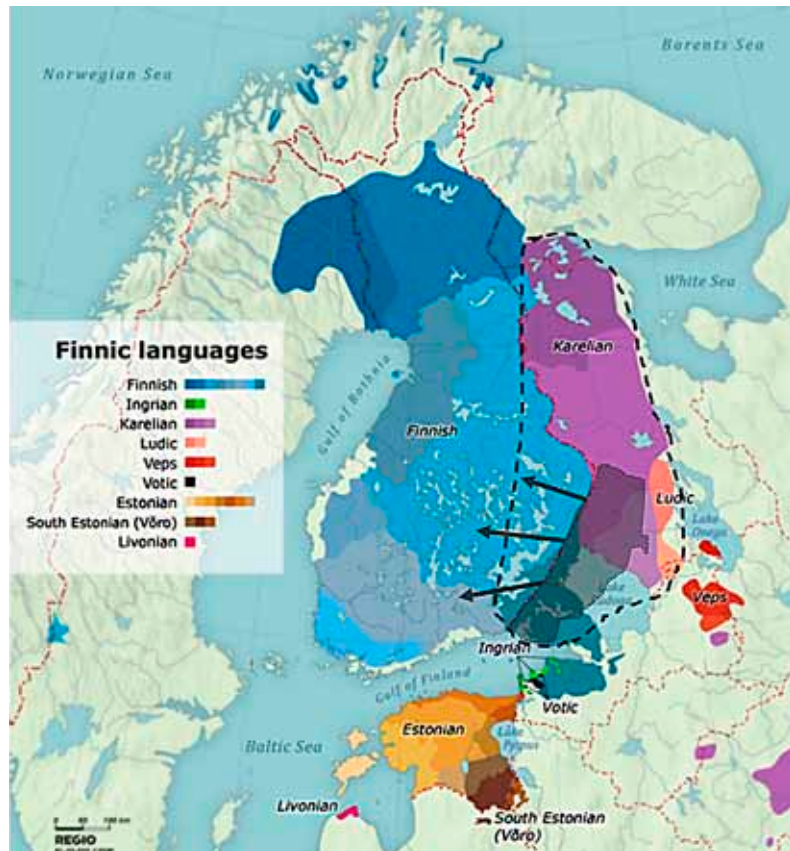 Norwegian Sea
Barents Sea
White Sea
Finnic languages
Finnish
Ingrian
Karelian
Ludic
Veps
Votic
Estonian
South Estonian (Võro)
Livonian
Gulf of Bothnia
Karelian
Finnish
Ludic
Lake
Onega
Lake
Veps
Ingrian
Gulf of Finland
Votic
Baltic Sea
Estonian
Lake
Livonian
South Estonian
(Võro)
REGIO